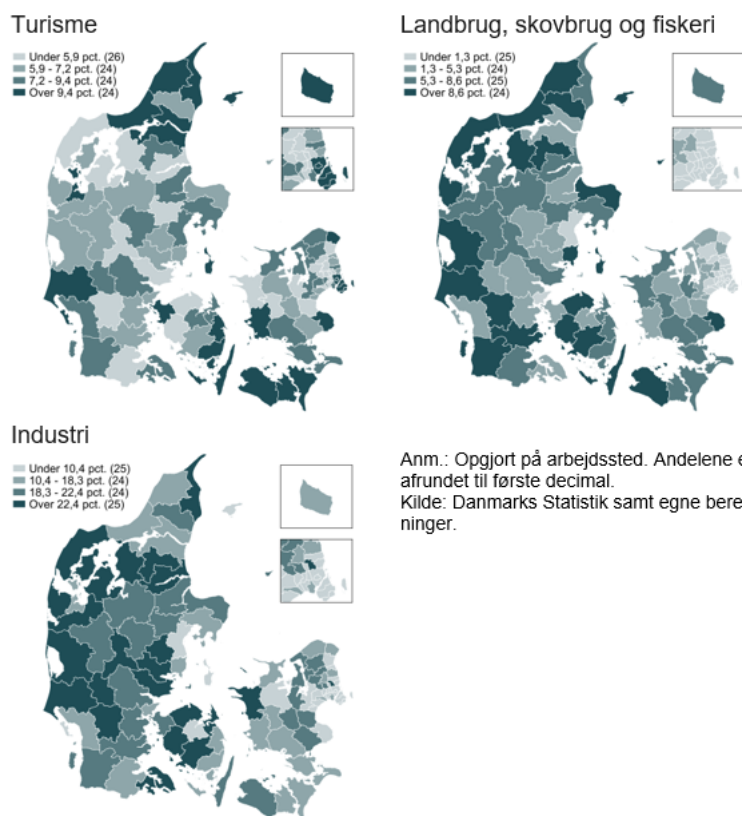 Turisme
Under 5,9 pct. (26)
5,9 - 7,2 pct. (24)
7,2 - 9,4 pct. (24)
Over 9,4 pct. (24)
Landbrug, skovbrug og fiskeri
Under 1,3 pct. (25)
1,3 - 5,3 pct. (24)
5,3 - 8,6 pct. (25)
Over 8,6 pct. (24)
Industri
Under 10,4 pct. (25)
10,4 - 18,3 pct. (24)
18,3 - 22,4 pct. (24)
Over 22,4 pct. (25)
Anm.: Opgjort på arbejdssted. Andelene e
afrundet til første decimal.
Kilde: Danmarks Statistik samt egne bere
ninger.